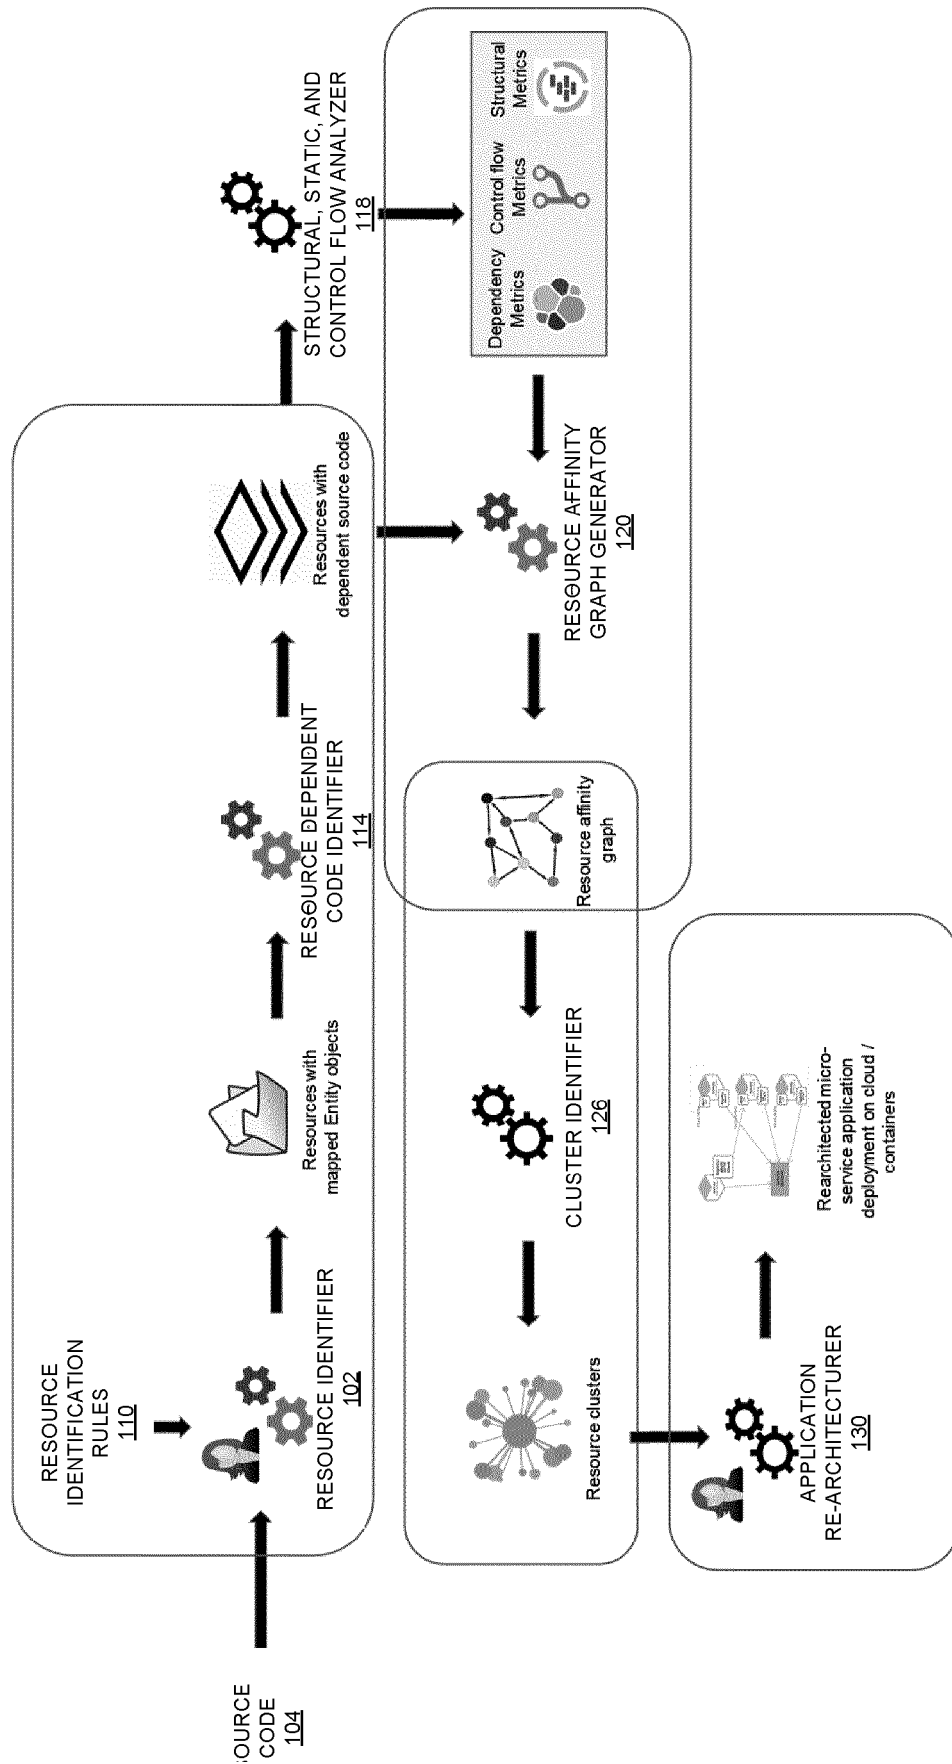 SOURCE
CODE
104
RESOURCE
IDENTIFICATION
RULES
110
RESOURCE IDENTIFIER
102
Resources with
mapped Entity objects
RESOURCE DEPENDENT
CODE IDENTIFIER
114
Resources with
dependent source code
STRUCTURAL, STATIC, AND
CONTROL FLOW ANALYZER
118
Dependency
Metrics
Control flow
Metrics
Structural
Metrics
RESOURCE AFFINITY
GRAPH GENERATOR
120
Resource affinity
graph
CLUSTER IDENTIFIER
126
Resource clusters
APPLICATION
RE-ARCHITECTURER
130
Rearchitected micro-
service application
deployment on cloud /
containers